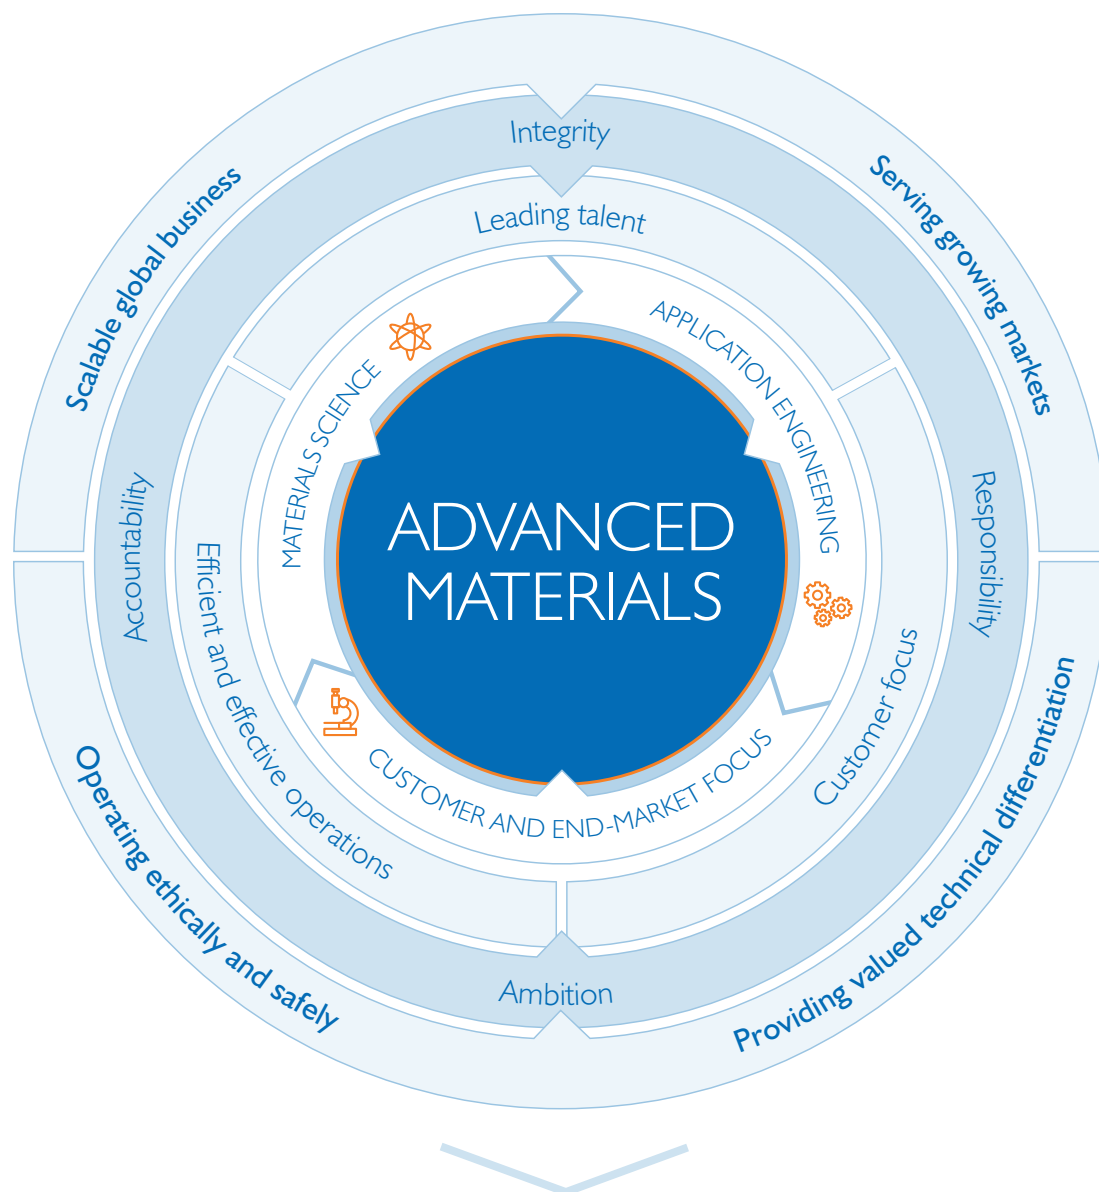 Scalable global business
Serving growing markets
Providing valued technical differentiation
Operating ethically and safely
Integrity
Responsibility
Ambition
Accountability
Leading talent
Customer focus
Efficient and effective operations
MATERIALS SCIENCE
APPLICATION ENGINEERING
CUSTOMER AND END-MARKET FOCUS
ADVANCED
MATERIALS